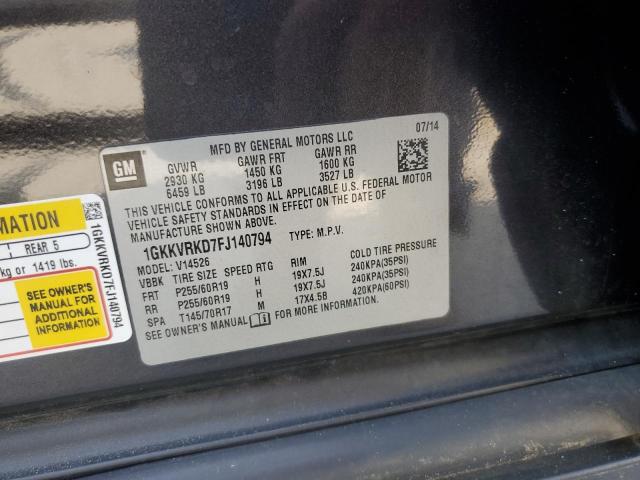 07/14
MFD BY GENERAL MOTORS LLC
GM
GVWR GAWR FRT GAWR RR
2930 KG 1450 KG 1600 KG
6459 LB 3196 LB 3527 LB
THIS VEHICLE CONFORMS TO ALL APPLICABLE U.S. FEDERAL MOTOR
VEHICLE SAFETY STANDARDS IN EFFECT ON THE DATE OF
MANUFACTURE SHOWN ABOVE.
1GKKVRKD7FJ140794 TYPE: M.P.V.
MODEL: V14526
VBBK TIRE SIZE SPEED RTG RIM COLD TIRE PRESSURE
FRT P255/60R19 H 19X7.5J 240KPA(35PSI)
RR P255/60R19 H 19X7.5J 240KPA(35PSI)
SPA T145/70R17 M 17X4.5B 420KPA(60PSI)
SEE OWNER'S MANUAL FOR MORE INFORMATION.
RMATION
REAR 5
kg or 1419 lbs.
SEE OWNER'S
MANUAL FOR
ADDITIONAL
INFORMATION
1GKKVRKD7FJ140794